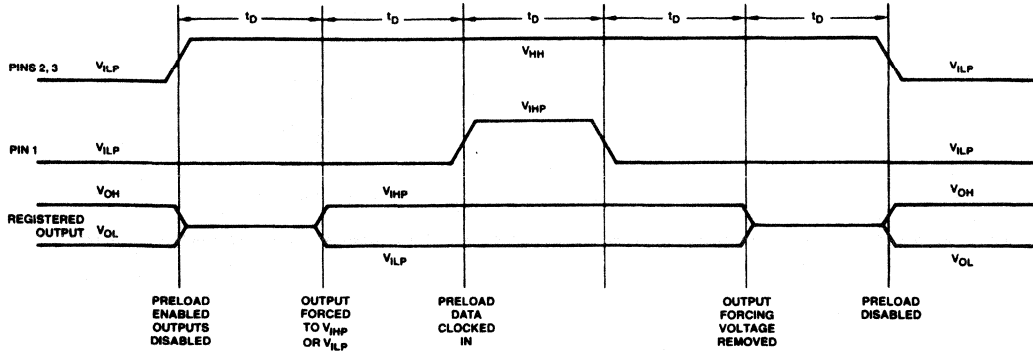 tD tD tD tD tD
PINS 2, 3 VILP VHH VILP
PIN 1 VILP VIHP VILP
VOH VIHP VOH
REGISTERED
OUTPUT VOL VILP VOL
PRELOAD
ENABLED
OUTPUTS
DISABLED
OUTPUT
FORCED
TO VIHP
OR VILP
PRELOAD
DATA
CLOCKED
IN
OUTPUT
FORCING
VOLTAGE
REMOVED
PRELOAD
DISABLED